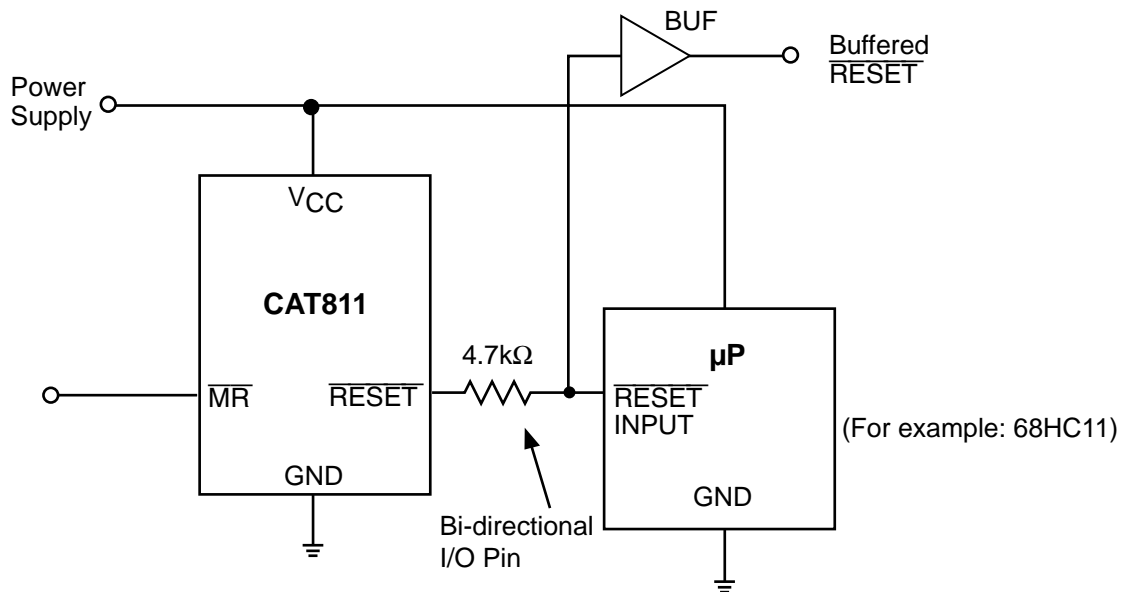 BUF
Buffered
RESET
Power
Supply
VCC
CAT811
4.7kΩ
µP
MR
RESET
RESET
INPUT
(For example: 68HC11)
GND
GND
Bi-directional
I/O Pin